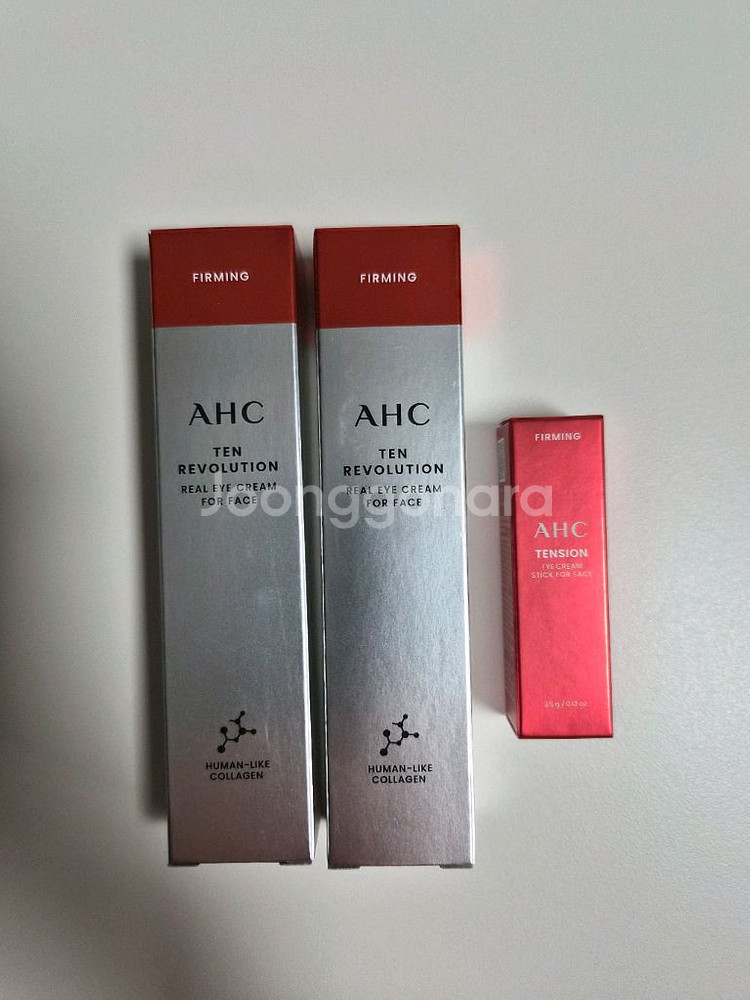 FIRMING
AHC
TEN
REVOLUTION
REAL EYE CREAM
FOR FACE
HUMAN-LIKE
COLLAGEN
FIRMING
AHC
TEN
REVOLUTION
REAL EYE CREAM
FOR FACE
HUMAN-LIKE
COLLAGEN
FIRMING
AHC
TENSION
EYE CREAM
STICK FOR FACE
Joonggonara